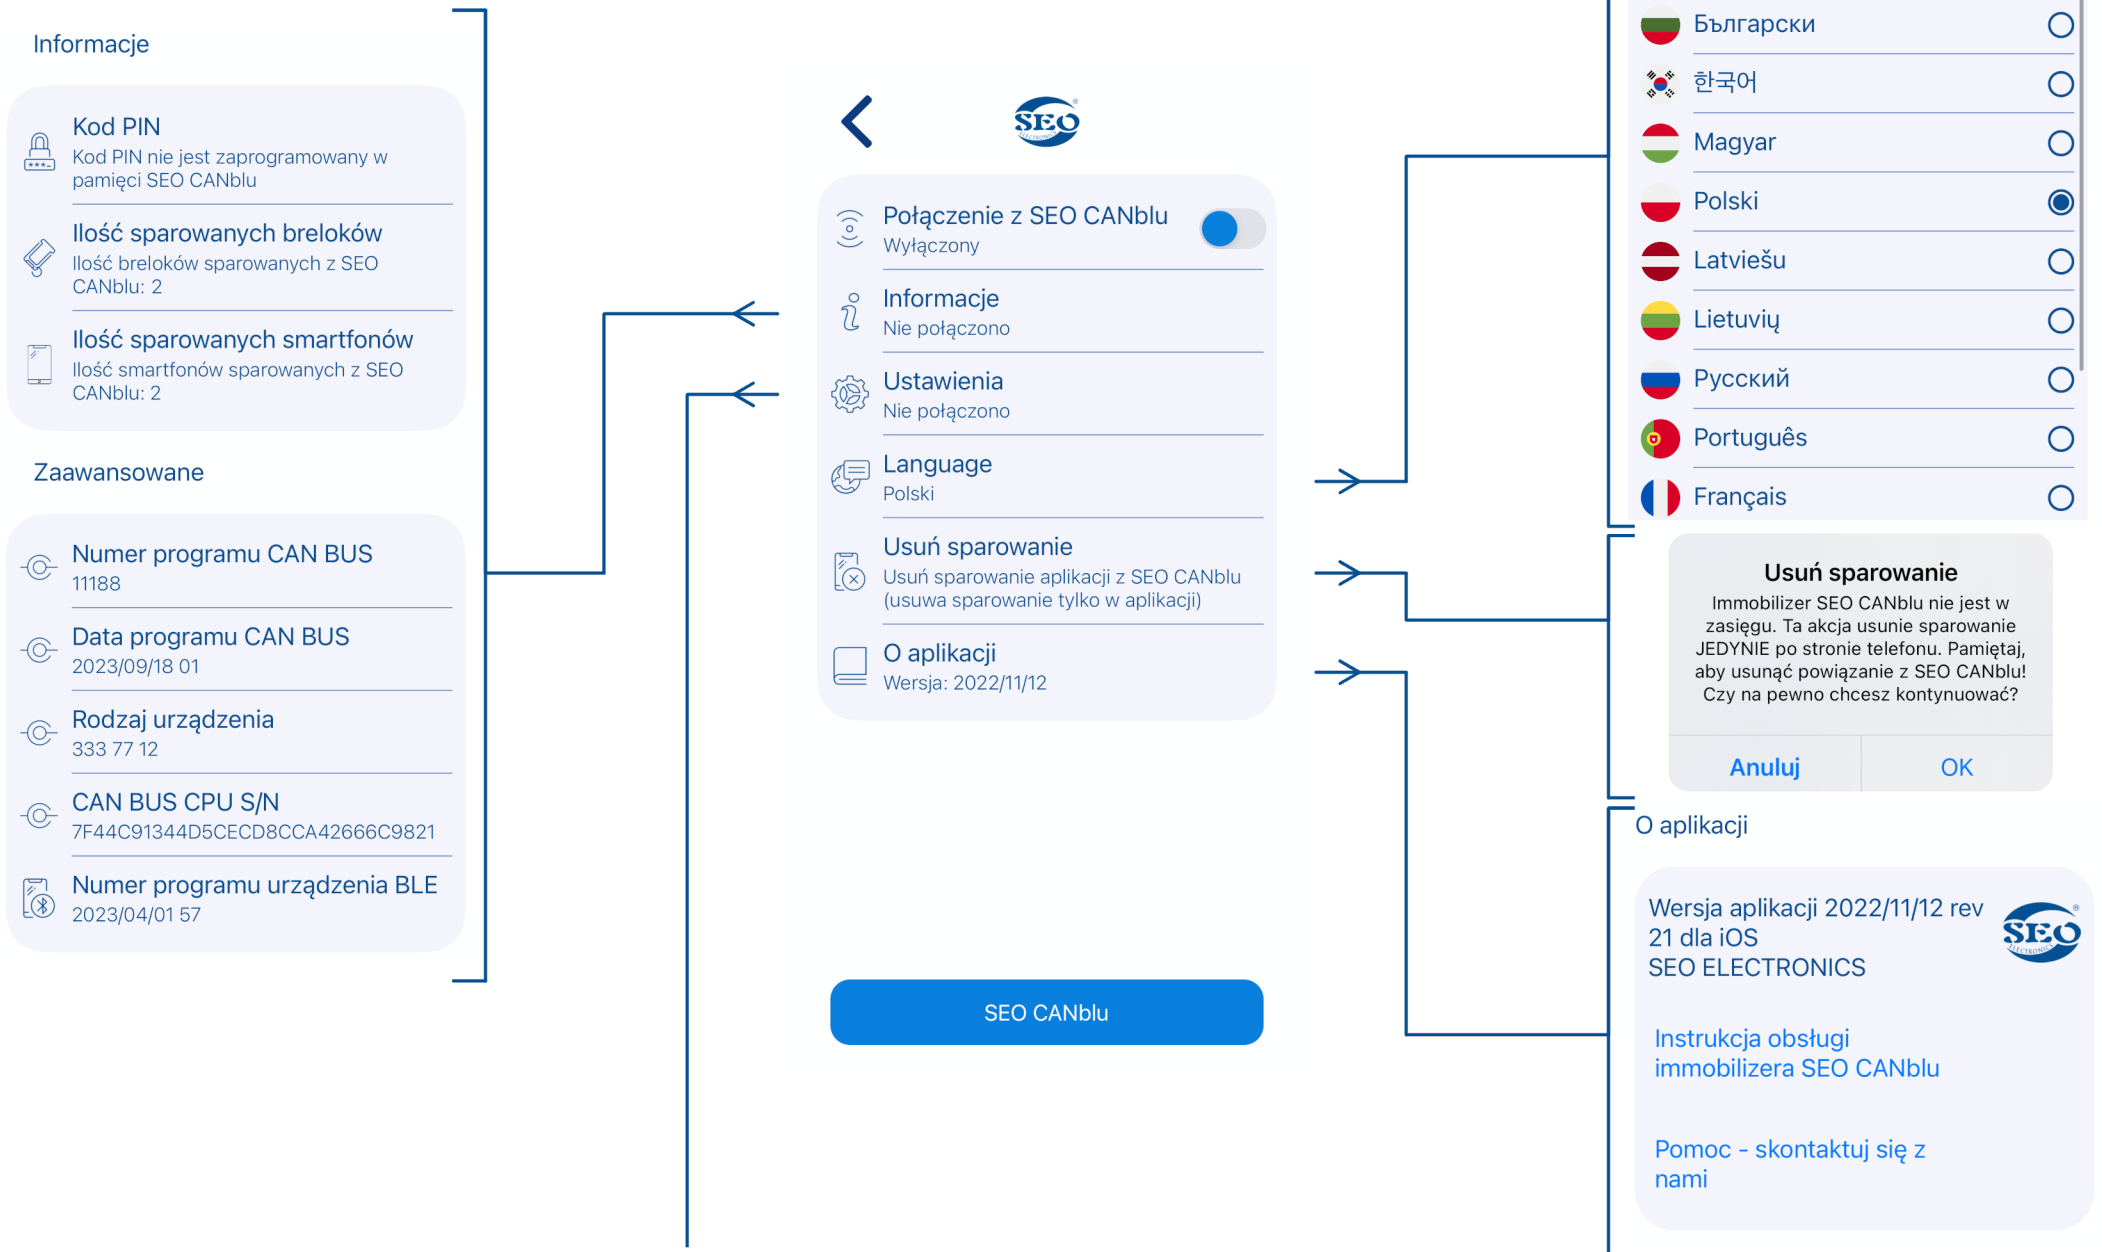 Informacje
Kod PIN
Kod PIN nie jest zaprogramowany w
pamięci SEO CANblu
Ilość sparowanych breloków
Ilość breloków sparowanych z SEO
CANblu: 2
Ilość sparowanych smartfonów
Ilość smartfonów sparowanych z SEO
CANblu: 2
Zaawansowane
Numer programu CAN BUS
11188
Data programu CAN BUS
2023/09/18 01
Rodzaj urządzenia
333 77 12
CAN BUS CPU S/N
7F44C91344D5CECD8CCA42666C9821
Numer programu urządzenia BLE
2023/04/01 57
SEO
ELECTRONICS
Połączenie z SEO CANblu
Wyłączony
Informacje
Nie połączono
Ustawienia
Nie połączono
Language
Polski
Usuń sparowanie
Usuń sparowanie aplikacji z SEO CANblu
(usuwa sparowanie tylko w aplikacji)
O aplikacji
Wersja: 2022/11/12
SEO CANblu
Български
한국어
Magyar
Polski
Latviešu
Lietuvių
Русский
Português
Français
Usuń sparowanie
Immobilizer SEO CANblu nie jest w
zasięgu. Ta akcja usunie sparowanie
JEDYNIE po stronie telefonu. Pamiętaj,
aby usunąć powiązanie z SEO CANblu!
Czy na pewno chcesz kontynuować?
Anuluj
OK
O aplikacji
Wersja aplikacji 2022/11/12 rev
21 dla iOS
SEO ELECTRONICS
SEO
ELECTRONICS
Instrukcja obsługi
immobilizera SEO CANblu
Pomoc - skontaktuj się z
nami